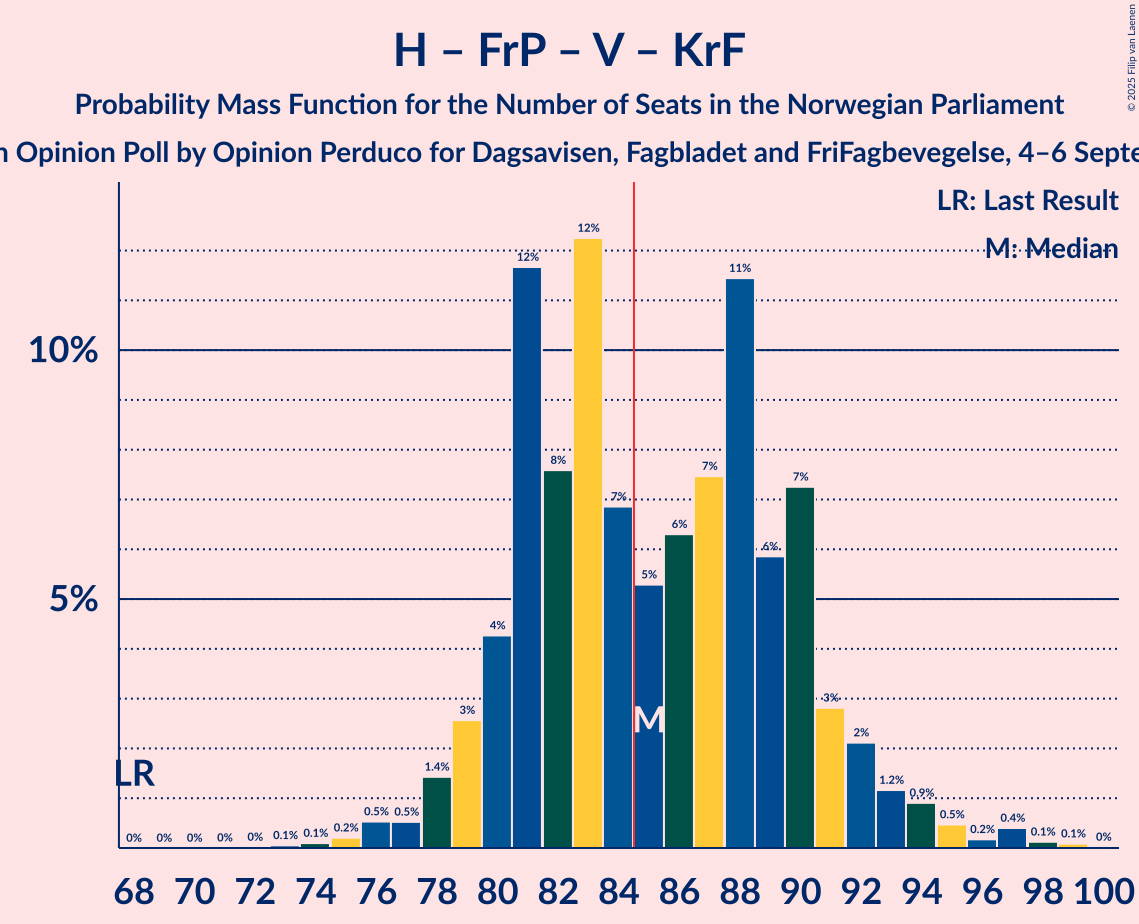 H – FrP – V – KrF
Probability Mass Function for the Number of Seats in the Norwegian Parliament
Opinion Poll by Opinion Perduco for Dagsavisen, Fagbladet and FriFagbevegelse, 4–6
© 2025 Filip van Laenen
LR: Last Result
M: Median
10%
5%
LR
M
0% 0% 0% 0% 0% 0.1% 0.1% 0.2% 0.5% 0.5% 1.4% 3% 4% 12% 8% 12% 7% 5% 6% 7% 11% 6% 7% 3% 2% 1.2% 0.9% 0.5% 0.2% 0.4% 0.1% 0.1% 0%
68 70 72 74 76 78 80 82 84 86 88 90 92 94 96 98 100